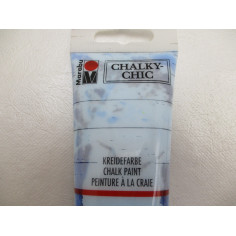 Marabu
CHALKY-
CHIC
KREIDEFARBE
CHALK PAINT
PEINTURE À LA CRAIE